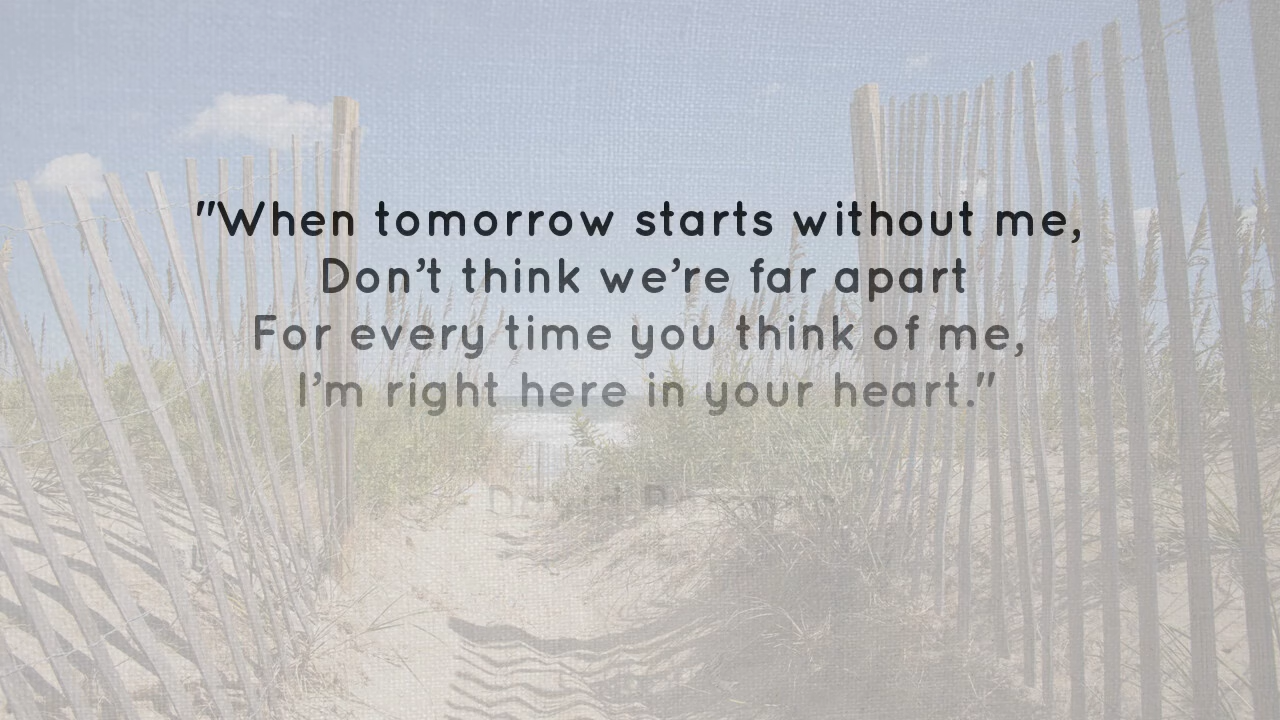 "When tomorrow starts without me,
Don't think we're far apart
For every time you think of me,
I'm right here in your heart."
David